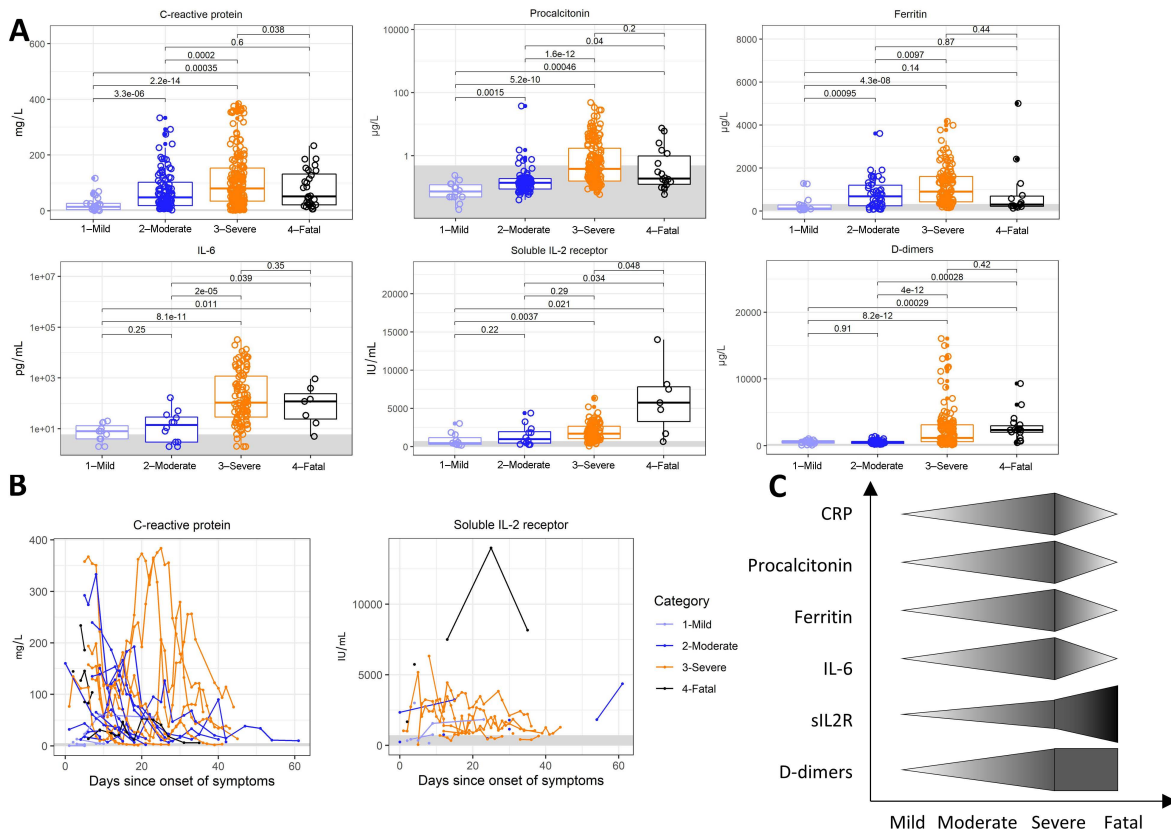 A
C-reactive protein
mg/L
600
400
200
0
0.038
0.6
0.0002
0.00035
2.2e-14
3.3e-06
1–Mild
2–Moderate
3–Severe
4–Fatal
Procalcitonin
µg/L
100
1
0.2
0.04
1.6e-12
0.00046
5.2e-10
0.0015
1–Mild
2–Moderate
3–Severe
4–Fatal
Ferritin
µg/L
8000
6000
4000
2000
0
0.44
0.87
0.0097
0.14
4.3e-08
0.00095
1–Mild
2–Moderate
3–Severe
4–Fatal
IL-6
pg/mL
1e+07
1e+05
1e+03
1e+01
0.35
0.039
2e-05
0.011
8.1e-11
0.25
1–Mild
2–Moderate
3–Severe
4–Fatal
Soluble IL-2 receptor
IU/mL
20000
15000
10000
5000
0
0.048
0.034
0.29
0.021
0.0037
0.22
1–Mild
2–Moderate
3–Severe
4–Fatal
D-dimers
µg/L
20000
10000
0
0.42
0.00028
4e-12
0.00029
8.2e-12
0.91
1–Mild
2–Moderate
3–Severe
4–Fatal
B
C-reactive protein
mg/L
400
300
200
100
0
0
20
40
60
Days since onset of symptoms
Soluble IL-2 receptor
IU/mL
10000
5000
0
0
20
40
60
Days since onset of symptoms
Category
1-Mild
2-Moderate
3-Severe
4-Fatal
C
CRP
Procalcitonin
Ferritin
IL-6
sIL2R
D-dimers
Mild Moderate Severe Fatal